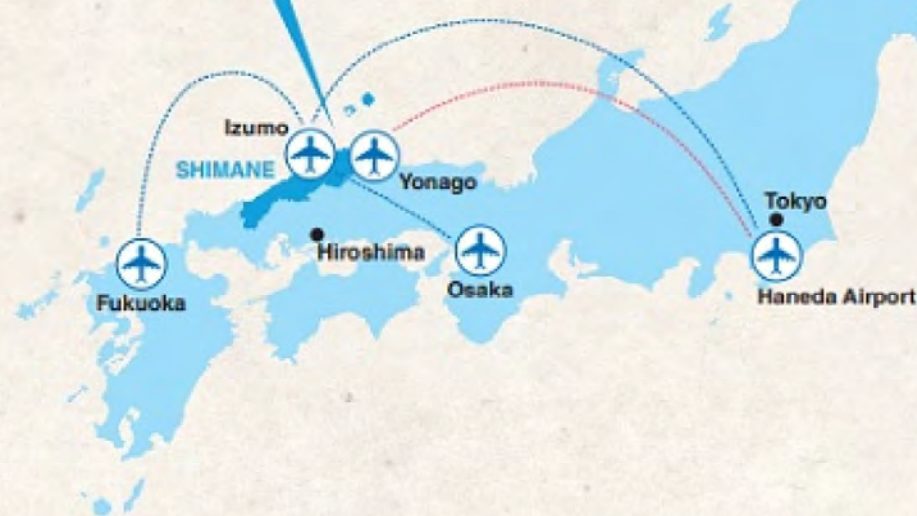 Izumo
SHIMANE
Yonago
Tokyo
Hiroshima
Osaka
Fukuoka
Haneda Airport